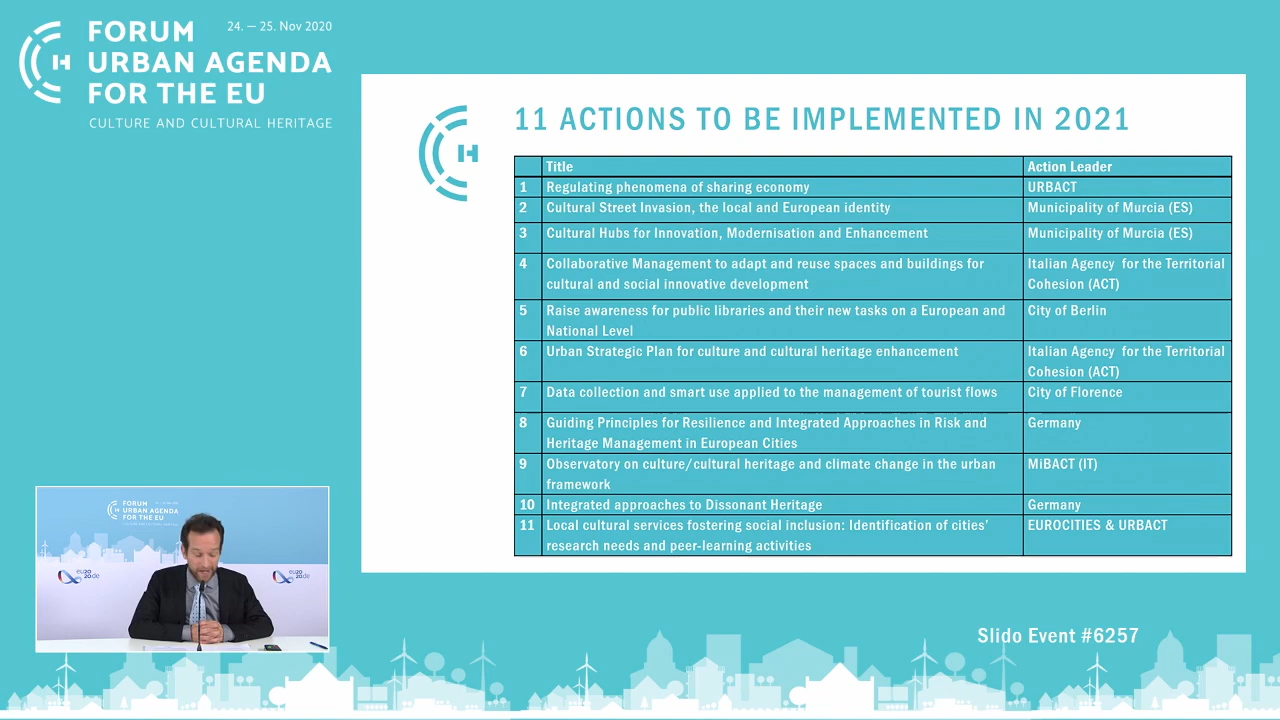 FORUM
24. — 25. Nov 2020
URBAN AGENDA
FOR THE EU
CULTURE AND CULTURAL HERITAGE
11 ACTIONS TO BE IMPLEMENTED IN 2021
Title Action Leader
1 Regulating phenomena of sharing economy URBACT
2 Cultural Street Invasion, the local and European identity Municipality of Murcia (ES)
3 Cultural Hubs for Innovation, Modernisation and Enhancement Municipality of Murcia (ES)
4 Collaborative Management to adapt and reuse spaces and buildings for Italian Agency for the Territorial
cultural and social innovative development Cohesion (ACT)
5 Raise awareness for public libraries and their new tasks on a European and City of Berlin
National Level
6 Urban Strategic Plan for culture and cultural heritage enhancement Italian Agency for the Territorial
Cohesion (ACT)
7 Data collection and smart use applied to the management of tourist flows City of Florence
8 Guiding Principles for Resilience and Integrated Approaches in Risk and Germany
Heritage Management in European Cities
9 Observatory on culture/cultural heritage and climate change in the urban MiBACT (IT)
framework
10 Integrated approaches to Dissonant Heritage Germany
11 Local cultural services fostering social inclusion: Identification of cities' EUROCITIES & URBACT
research needs and peer-learning activities
FORUM
URBAN AGENDA
FOR THE EU
eu20
20.de
eu20
20.de
Slido Event #6257